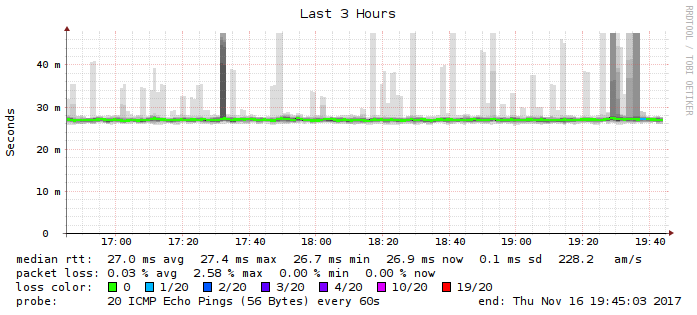 Last 3 Hours
RRDTOOL / TOBI OETIKER
Seconds
40 m
30 m
20 m
10 m
0
17:00 17:20 17:40 18:00 18:20 18:40 19:00 19:20 19:40
median rtt: 27.0 ms avg 27.4 ms max 26.7 ms min 26.9 ms now 0.1 ms sd 228.2 am/s
packet loss: 0.03 % avg 2.58 % max 0.00 % min 0.00 % now
loss color: 0 1/20 2/20 3/20 4/20 10/20 19/20
probe: 20 ICMP Echo Pings (56 Bytes) every 60s end: Thu Nov 16 19:45:03 2017